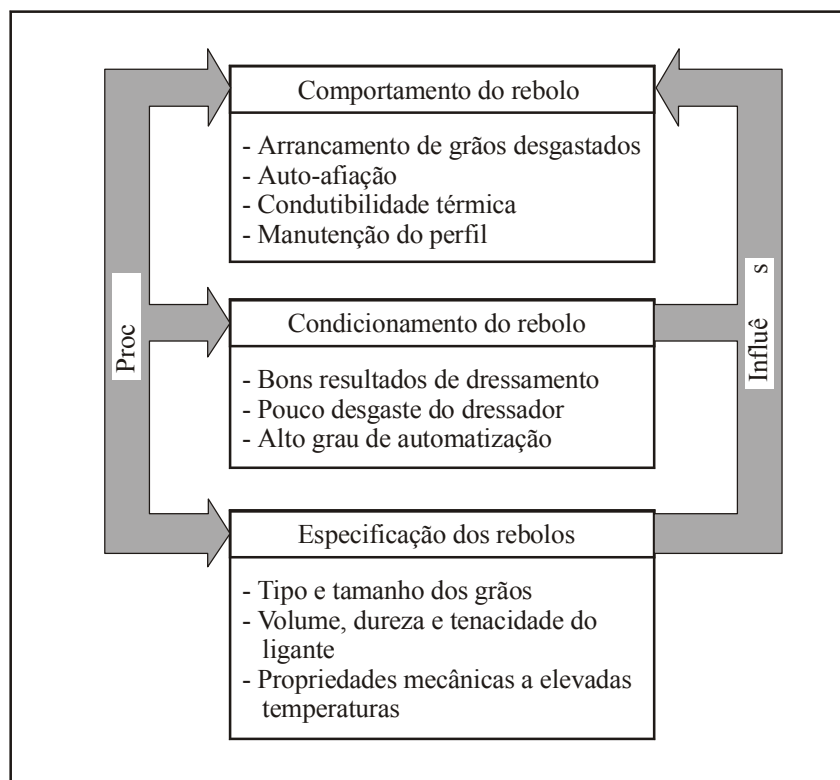 Comportamento do rebolo
- Arrancamento de grãos desgastados
- Auto-afiação
- Condutibilidade térmica
- Manutenção do perfil
Proc
Condicionamento do rebolo
- Bons resultados de dressamento
- Pouco desgaste do dressador
- Alto grau de automatização
Influê s
Especificação dos rebolos
- Tipo e tamanho dos grãos
- Volume, dureza e tenacidade do
ligante
- Propriedades mecânicas a elevadas
temperaturas